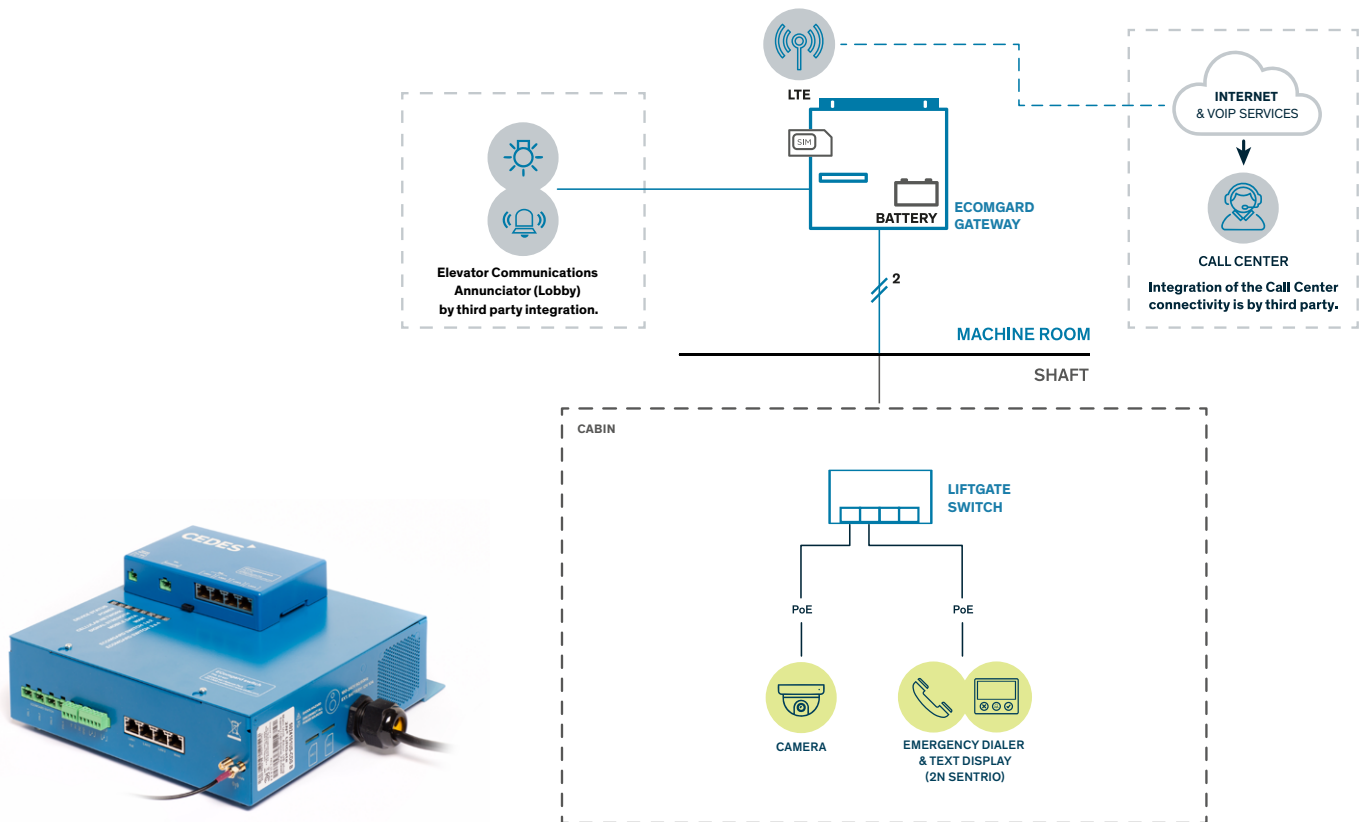 LTE
SIM
BATTERY
ECOMGARD
GATEWAY
INTERNET
& VOIP SERVICES
CALL CENTER
Integration of the Call Center
connectivity is by third party.
Elevator Communications
Annunciator (Lobby)
by third party integration.
2
MACHINE ROOM
SHAFT
CABIN
LIFTGATE
SWITCH
PoE
PoE
CAMERA
EMERGENCY DIALER
& TEXT DISPLAY
(2N SENTRIO)
CEDES